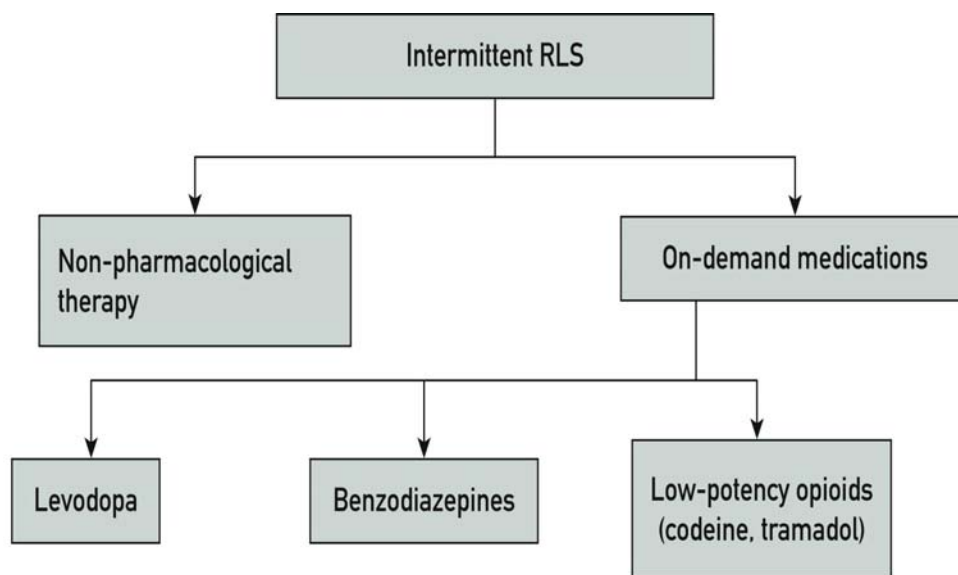 Intermittent RLS
Non-pharmacological
therapy
On-demand medications
Levodopa
Benzodiazepines
Low-potency opioids
(codeine, tramadol)